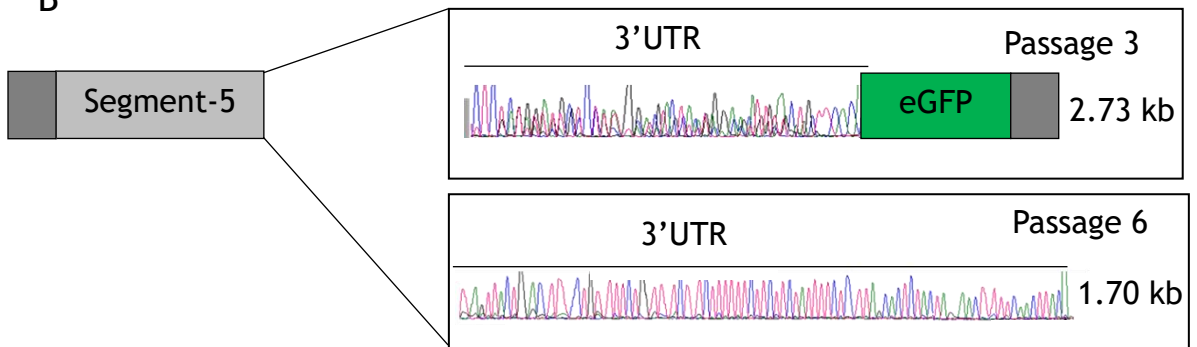 B
3’UTR
Passage 3
Segment-5
eGFP
2.73 kb
3’UTR
Passage 6
1.70 kb